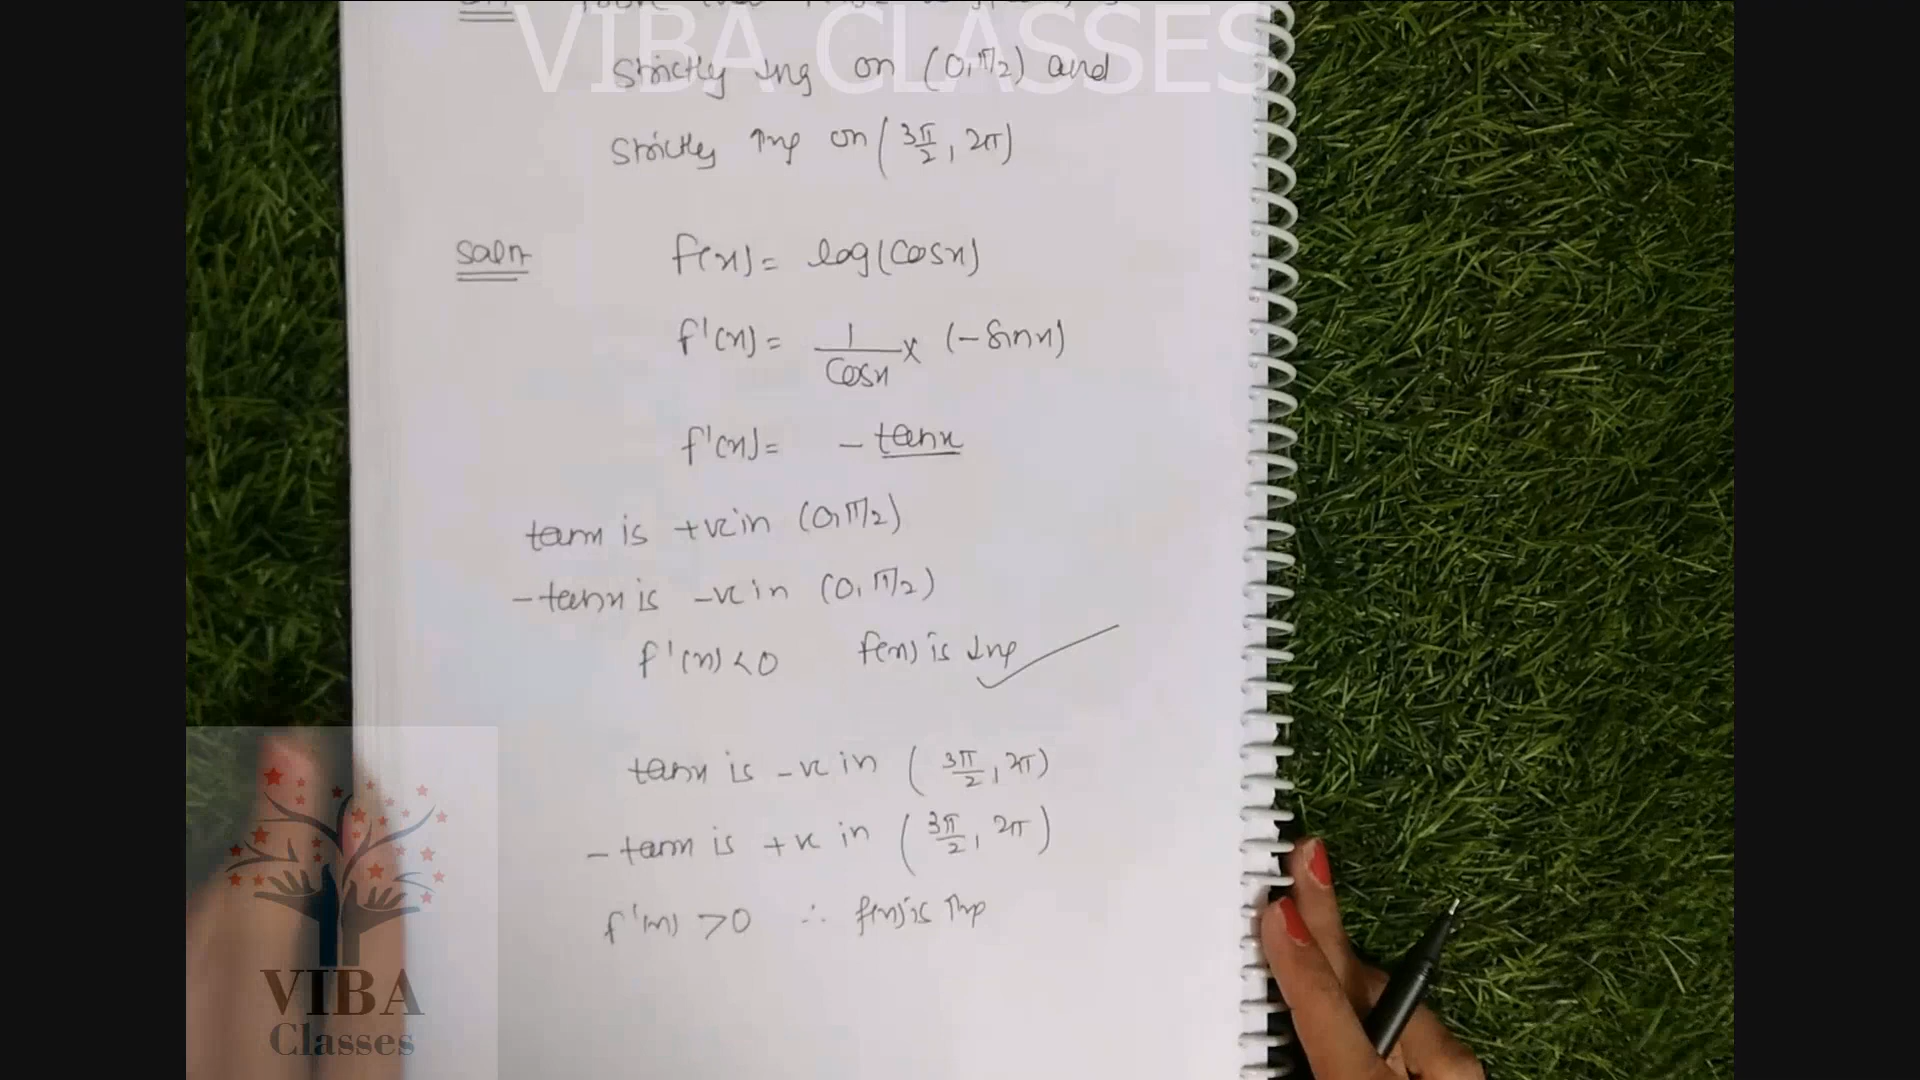 VIBA CLASSES
Strictly ↓ng on (0, π/2) and
Strictly ↑ng on (3π/2, 2π)
Soln f(x) = log(cosx)
f'(x) = 1/cosx × (-sinx)
f'(x) = - tanx
tanx is +ve in (0, π/2)
- tanx is -ve in (0, π/2)
f'(x) < 0 f(x) is ↓ng
tanx is -ve in (3π/2, 2π)
- tanx is +ve in (3π/2, 2π)
f'(x) > 0 ∴ f(x) is ↑ng
VIBA
Classes